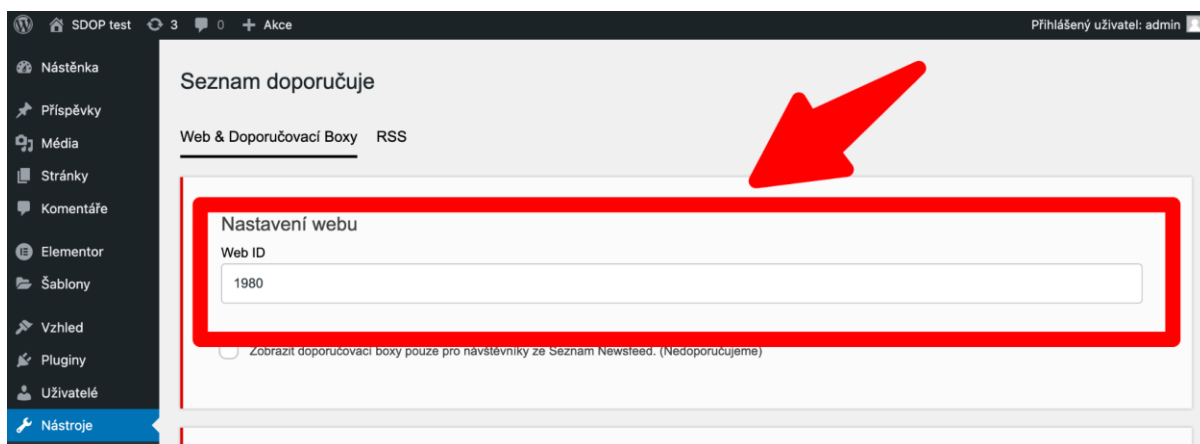 SDOP test 3 0 + Akce Přihlášený uživatel: admin
Nástěnka
Příspěvky
Média
Stránky
Komentáře
Elementor
Šablony
Vzhled
Pluginy
Uživatelé
Nástroje
Seznam doporučuje
Web & Doporučovací Boxy RSS
Nastavení webu
Web ID
1980
Zobrazit doporučovací boxy pouze pro návštěvníky ze Seznam Newsfeed. (Nedoporučujeme)